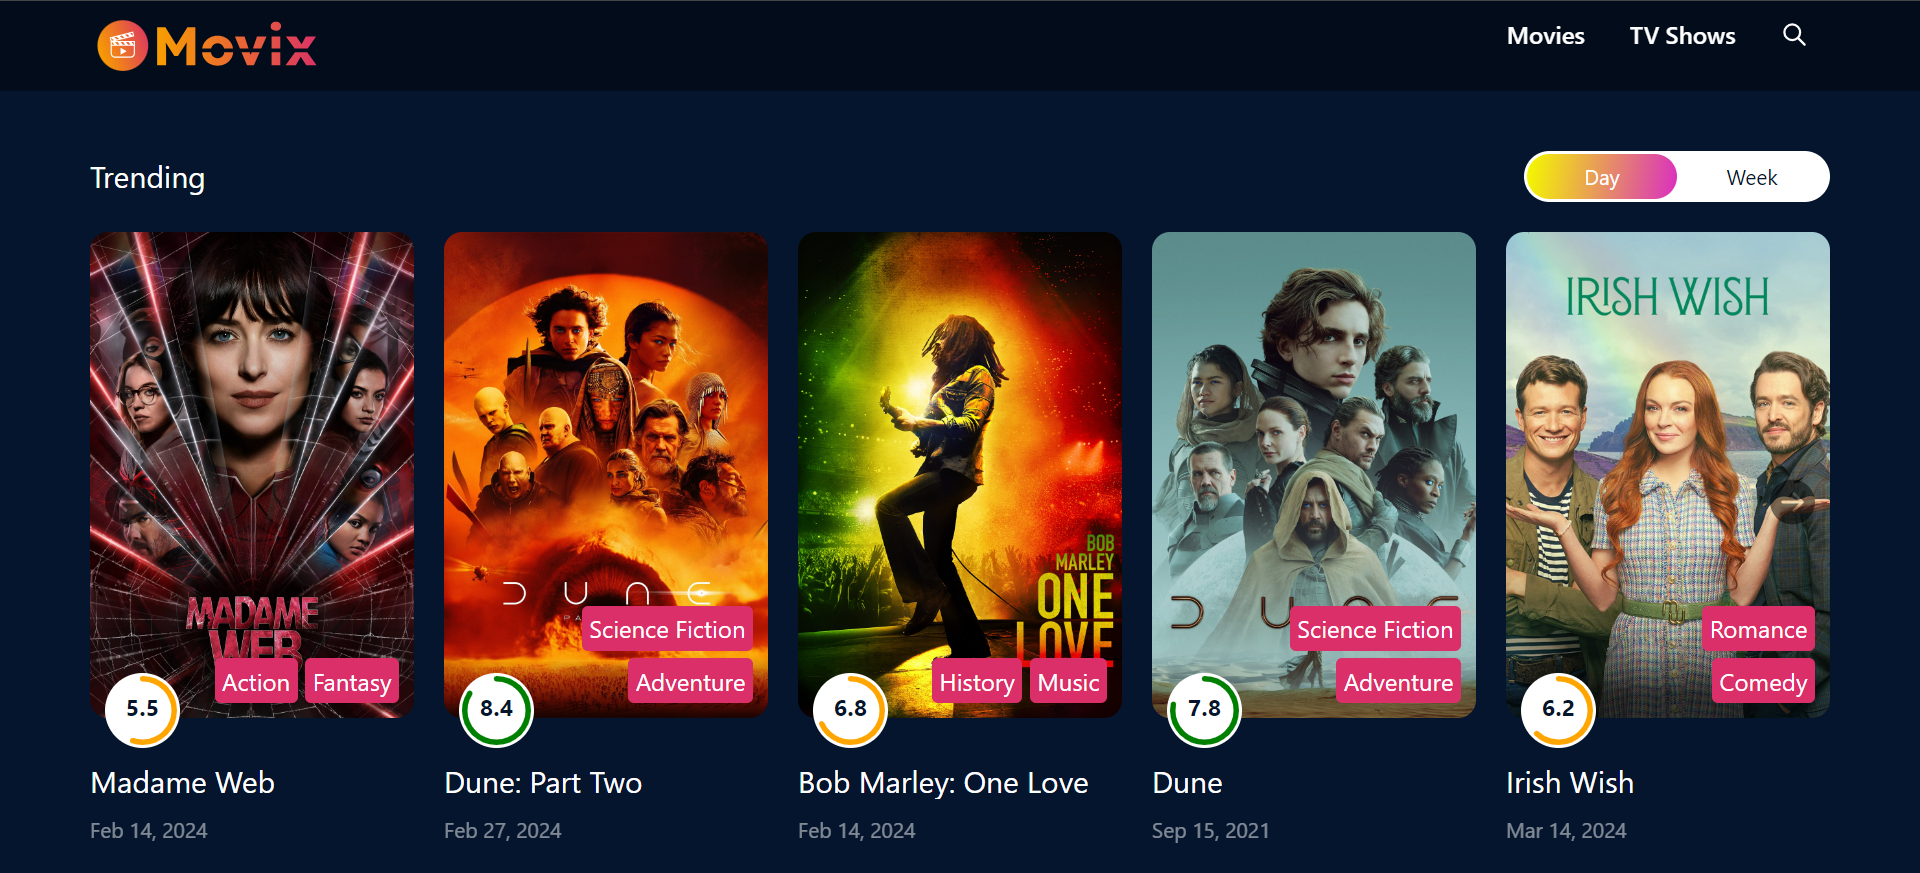 Movix
Movies
TV Shows
Trending
Day
Week
MADAME
WEB
Action
Fantasy
5.5
Madame Web
Feb 14, 2024
DUNE
Science Fiction
Adventure
8.4
Dune: Part Two
Feb 27, 2024
BOB
MARLEY
ONE
LOVE
History
Music
6.8
Bob Marley: One Love
Feb 14, 2024
Science Fiction
Adventure
7.8
Dune
Sep 15, 2021
IRISH WISH
Romance
Comedy
6.2
Irish Wish
Mar 14, 2024